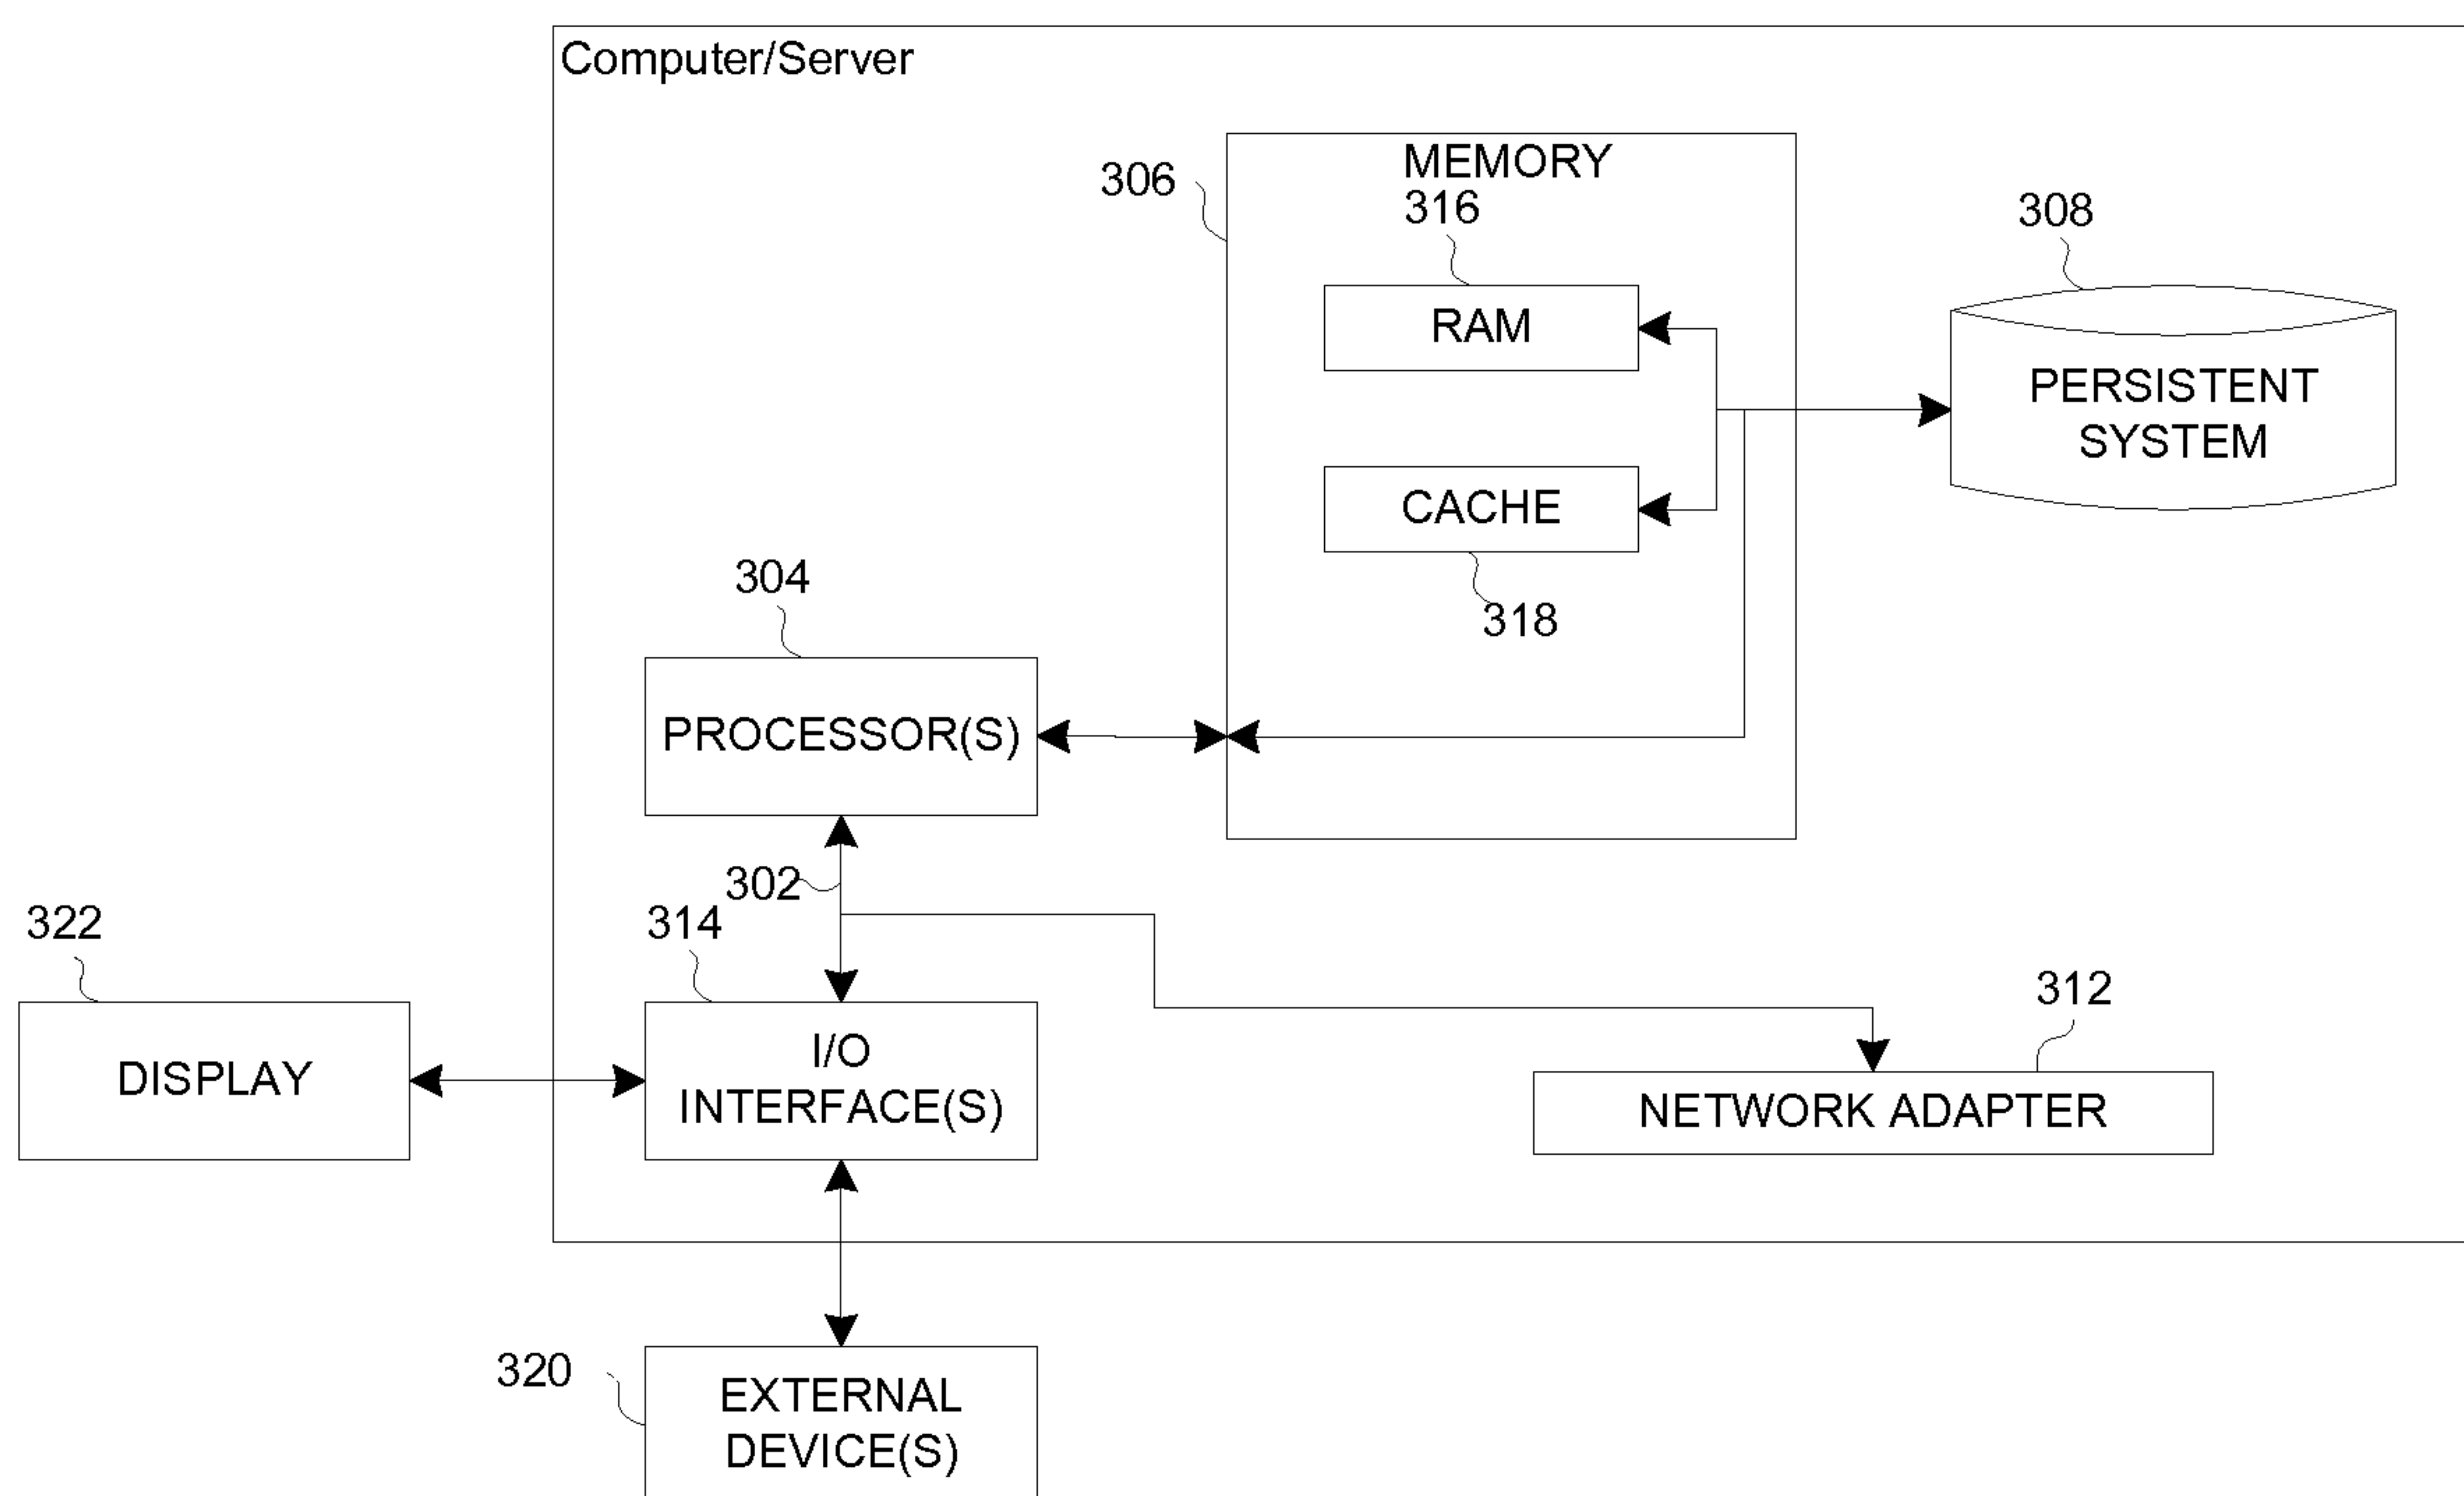 Computer/Server
306
MEMORY
316
308
RAM
PERSISTENT
SYSTEM
CACHE
304
318
PROCESSOR(S)
302
322
314
312
DISPLAY
I/O
INTERFACE(S)
NETWORK ADAPTER
320
EXTERNAL
DEVICE(S)